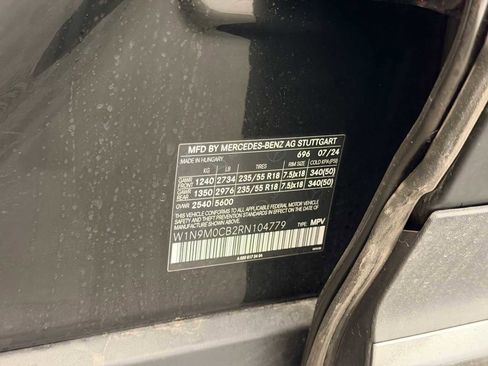 MFD BY MERCEDES-BENZ AG STUTTGART
MADE IN HUNGARY. 696 07/24
KG LB TIRES RIM SIZE COLD KPA(PSI)
GAWR FRONT 1240 2734 235/55 R18 7.5Jx18 340(50)
GAWR REAR 1350 2976 235/55 R18 7.5Jx18 340(50)
GVWR 2540 5600
THIS VEHICLE CONFORMS TO ALL APPLICABLE FEDERAL MOTOR VEHICLE
SAFETY STANDARDS IN EFFECT ON THE DATE OF MANUFACTURE SHOWN ABOVE.
W1N9M0CB2RN104779 TYPE: MPV